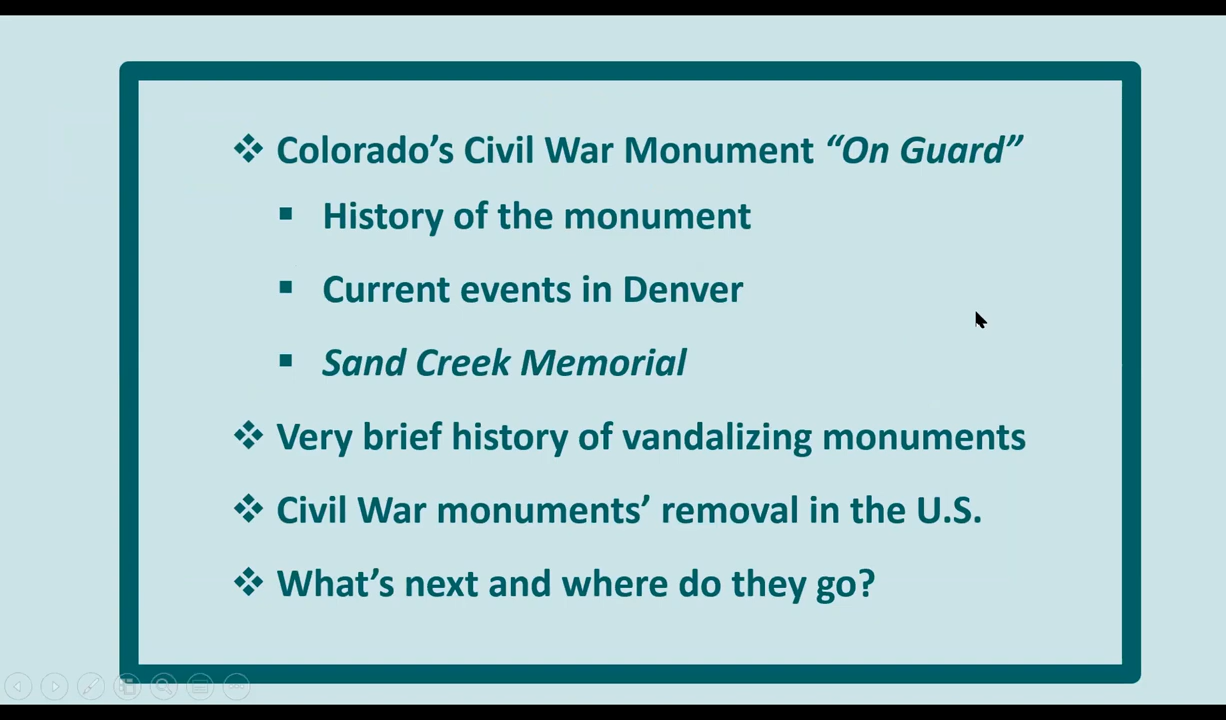 ❖ Colorado’s Civil War Monument “On Guard”
▪ History of the monument
▪ Current events in Denver
▪ Sand Creek Memorial
❖ Very brief history of vandalizing monuments
❖ Civil War monuments’ removal in the U.S.
❖ What’s next and where do they go?